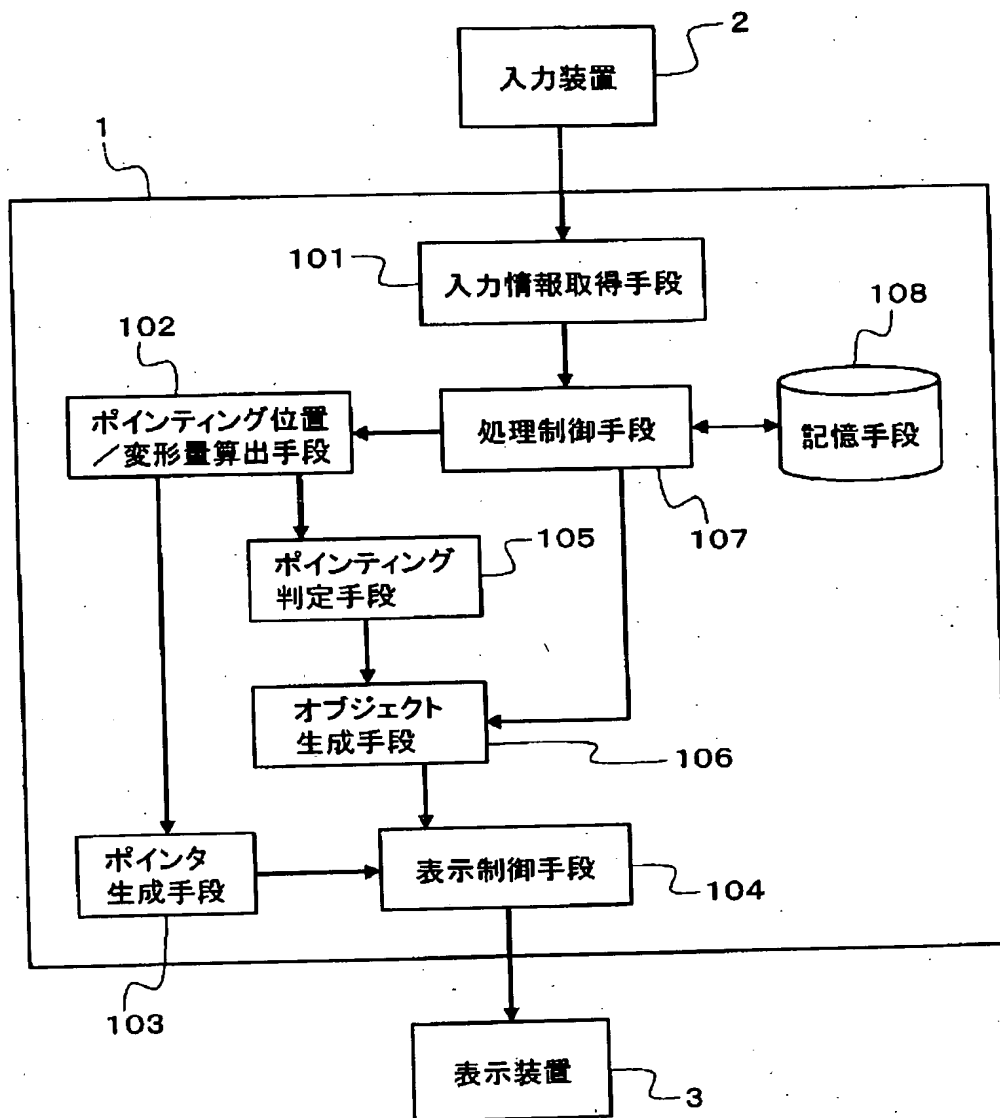 2
入力装置
1
101
入力情報取得手段
102
108
ポインティング位置
／変形量算出手段
処理制御手段
記憶手段
105
107
ポインティング
判定手段
オブジェクト
生成手段
106
ポインタ
生成手段
表示制御手段
104
103
表示装置
3